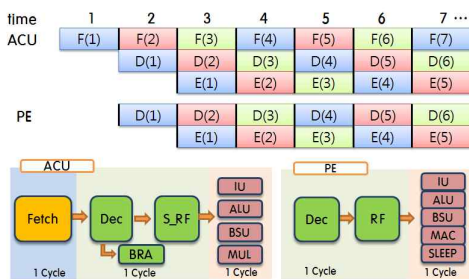 time 1 2 3 4 5 6 7 ...
ACU F(1) F(2) F(3) F(4) F(5) F(6) F(7)
D(1) D(2) D(3) D(4) D(5) D(6)
E(1) E(2) E(3) E(4) E(5)
PE D(1) D(2) D(3) D(4) D(5) D(6)
E(1) E(2) E(3) E(4) E(5)
ACU
Fetch
Dec
S_RF
BRA
IU
ALU
BSU
MUL
1 Cycle
1 Cycle
1 Cycle
PE
Dec
RF
IU
ALU
BSU
MAC
SLEEP
1 Cycle
1 Cycle